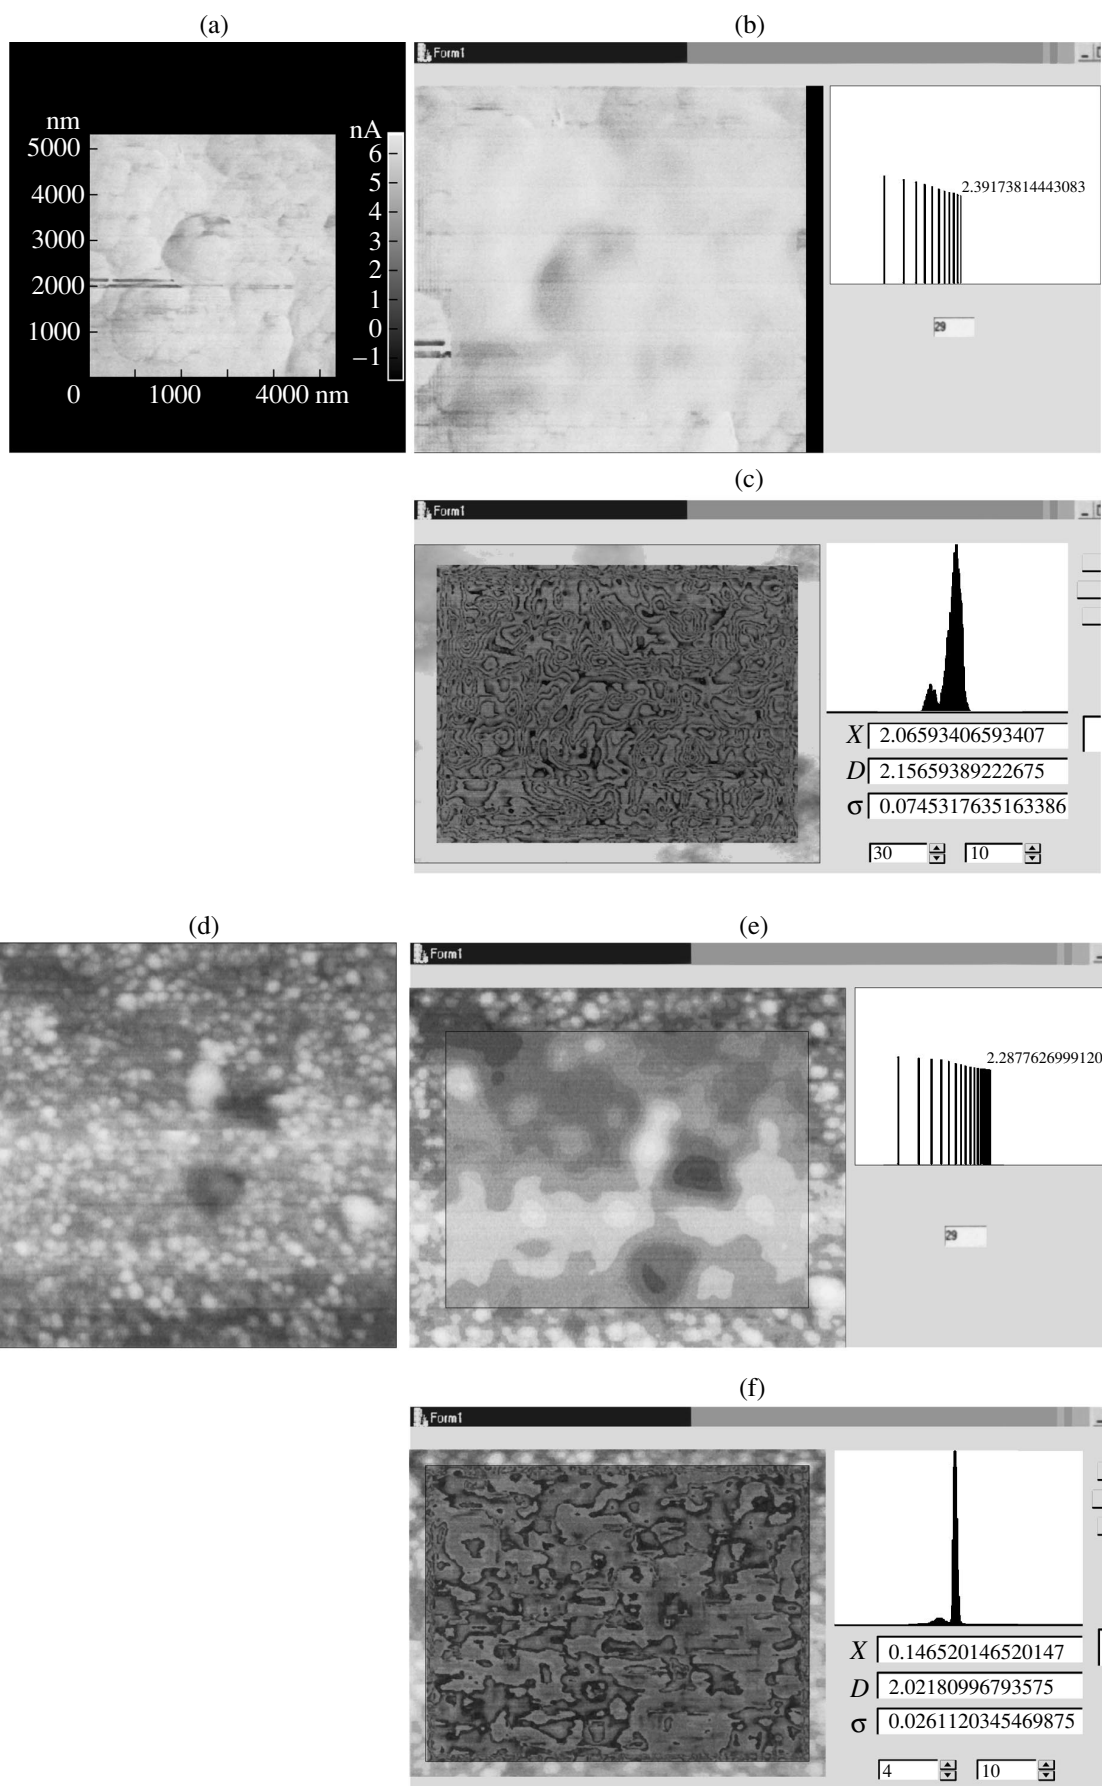 (a)
nm
5000
4000
3000
2000
1000
0
1000
4000 nm
nA
6
5
4
3
2
1
0
−1
(b)
Form1
2.39173814443083
29
(c)
Form1
X 2.06593406593407
D 2.15659389222675
σ 0.0745317635163386
30 10
(d)
(e)
Form1
2.2877626999120
29
(f)
Form1
X 0.146520146520147
D 2.02180996793575
σ 0.0261120345469875
4 10